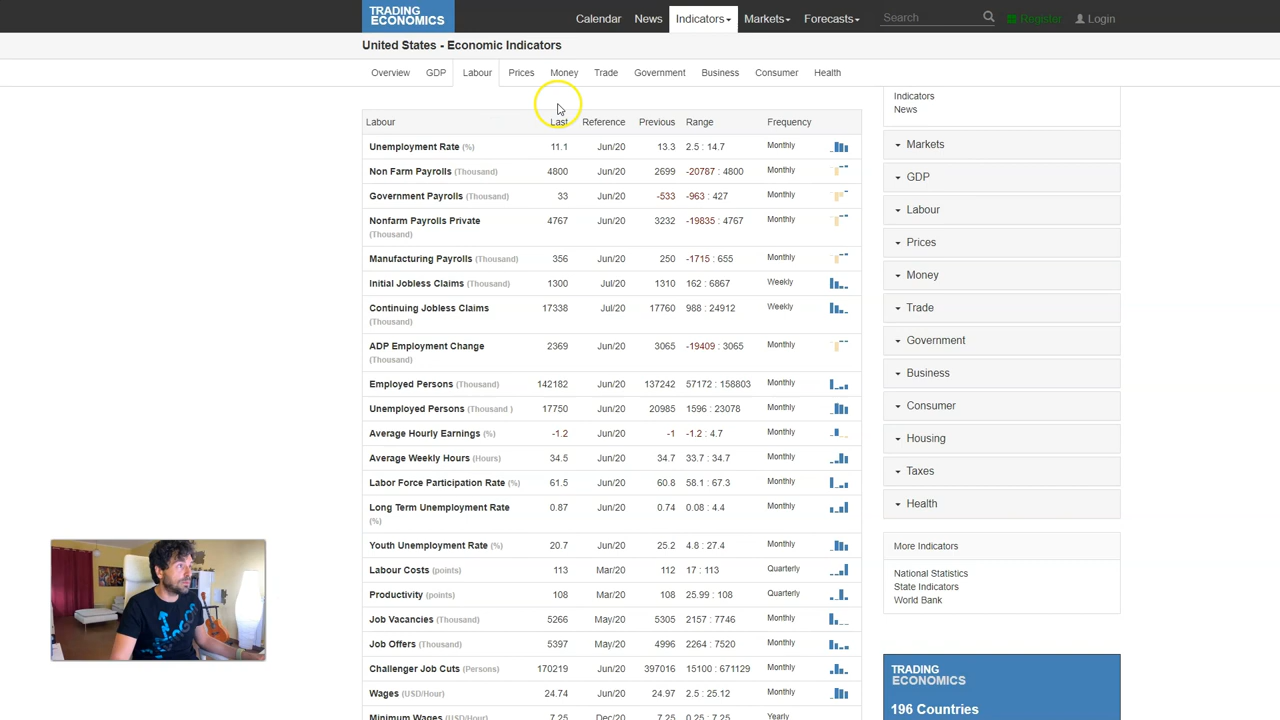 TRADING
ECONOMICS
Calendar News Indicators Markets Forecasts Search Register Login
United States - Economic Indicators
Overview GDP Labour Prices Money Trade Government Business Consumer Health
Labour Last Reference Previous Range Frequency
Unemployment Rate (%) 11.1 Jun/20 13.3 2.5 : 14.7 Monthly
Non Farm Payrolls (Thousand) 4800 Jun/20 2699 -20787 : 4800 Monthly
Government Payrolls (Thousand) 33 Jun/20 -533 -963 : 427 Monthly
Nonfarm Payrolls Private 4767 Jun/20 3232 -19835 : 4767 Monthly
(Thousand)
Manufacturing Payrolls (Thousand) 356 Jun/20 250 -1715 : 655 Monthly
Initial Jobless Claims (Thousand) 1300 Jul/20 1310 162 : 6867 Weekly
Continuing Jobless Claims 17338 Jul/20 17760 988 : 24912 Weekly
(Thousand)
ADP Employment Change 2369 Jun/20 3065 -19409 : 3065 Monthly
(Thousand)
Employed Persons (Thousand) 142182 Jun/20 137242 57172 : 158803 Monthly
Unemployed Persons (Thousand ) 17750 Jun/20 20985 1596 : 23078 Monthly
Average Hourly Earnings (%) -1.2 Jun/20 -1 -1.2 : 4.7 Monthly
Average Weekly Hours (Hours) 34.5 Jun/20 34.7 33.7 : 34.7 Monthly
Labor Force Participation Rate (%) 61.5 Jun/20 60.8 58.1 : 67.3 Monthly
Long Term Unemployment Rate 0.87 Jun/20 0.74 0.08 : 4.4 Monthly
(%)
Youth Unemployment Rate (%) 20.7 Jun/20 25.2 4.8 : 27.4 Monthly
Labour Costs (points) 113 Mar/20 112 17 : 113 Quarterly
Productivity (points) 108 Mar/20 108 25.99 : 108 Quarterly
Job Vacancies (Thousand) 5266 May/20 5305 2157 : 7746 Monthly
Job Offers (Thousand) 5397 May/20 4996 2264 : 7520 Monthly
Challenger Job Cuts (Persons) 170219 Jun/20 397016 15100 : 671129 Monthly
Wages (USD/Hour) 24.74 Jun/20 24.97 2.5 : 25.12 Monthly
Minimum Wages (USD/Hour) 7.25 Dec/20 7.25 0.25 : 7.25 Yearly
Indicators
News
Markets
GDP
Labour
Prices
Money
Trade
Government
Business
Consumer
Housing
Taxes
Health
More Indicators
National Statistics
State Indicators
World Bank
TRADING
ECONOMICS
196 Countries